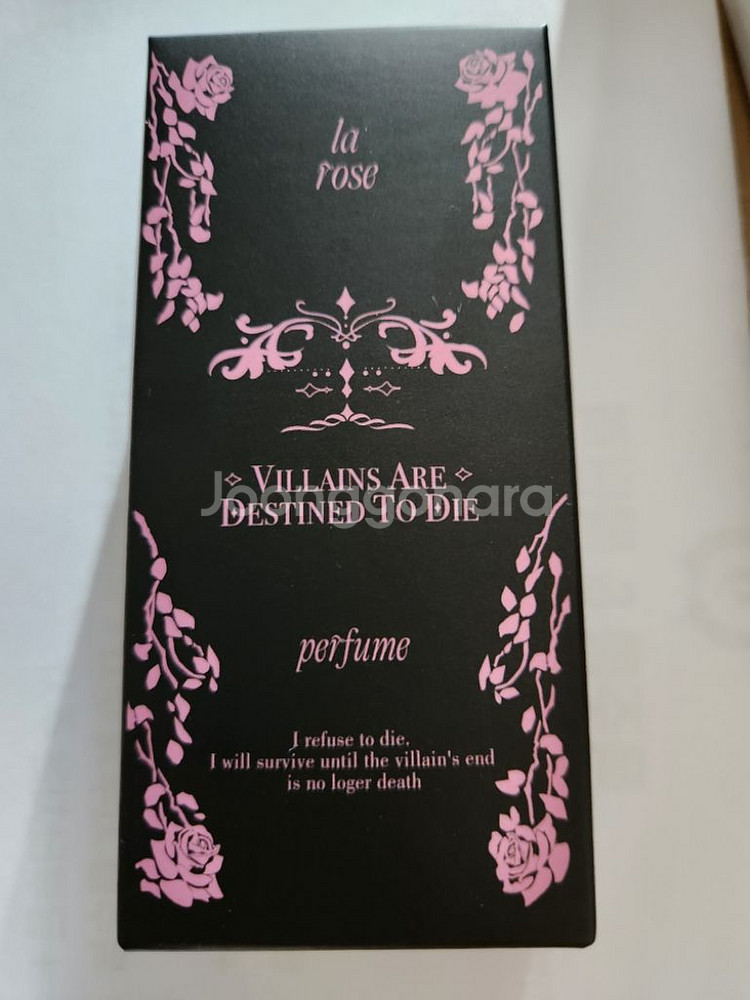 la
rose
VILLAINS ARE
Joonggonara
DESTINED TO DIE
perfume
I refuse to die.
I will survive until the villain's end
is no loger death